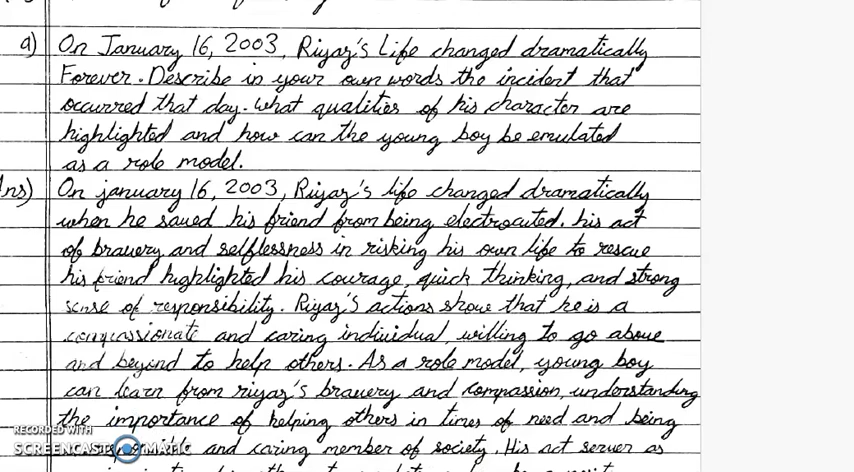 a) On January 16, 2003, Riyaz's Life changed dramatically
Forever. Describe in your own words the incident that
occurred that day. what qualities of his character are
highlighted and how can the young boy be emulated
as a role model.
Ans) On january 16, 2003, Riyaz's life changed dramatically
when he saved his friend from being electrocuted. his act
of bravery and selflessness in risking his own life to rescue
his friend highlighted his courage, quick thinking, and strong
sense of responsibility. Riyaz's actions show that he is a
compassionate and caring individual, willing to go above
and beyond to help others. As a role model, young boy
can learn from riyaz's bravery and compassion, understanding
the importance of helping others in times of need and being
and caring member of society. His act server as
RECORDED WITH
SCREENCAST MATIC